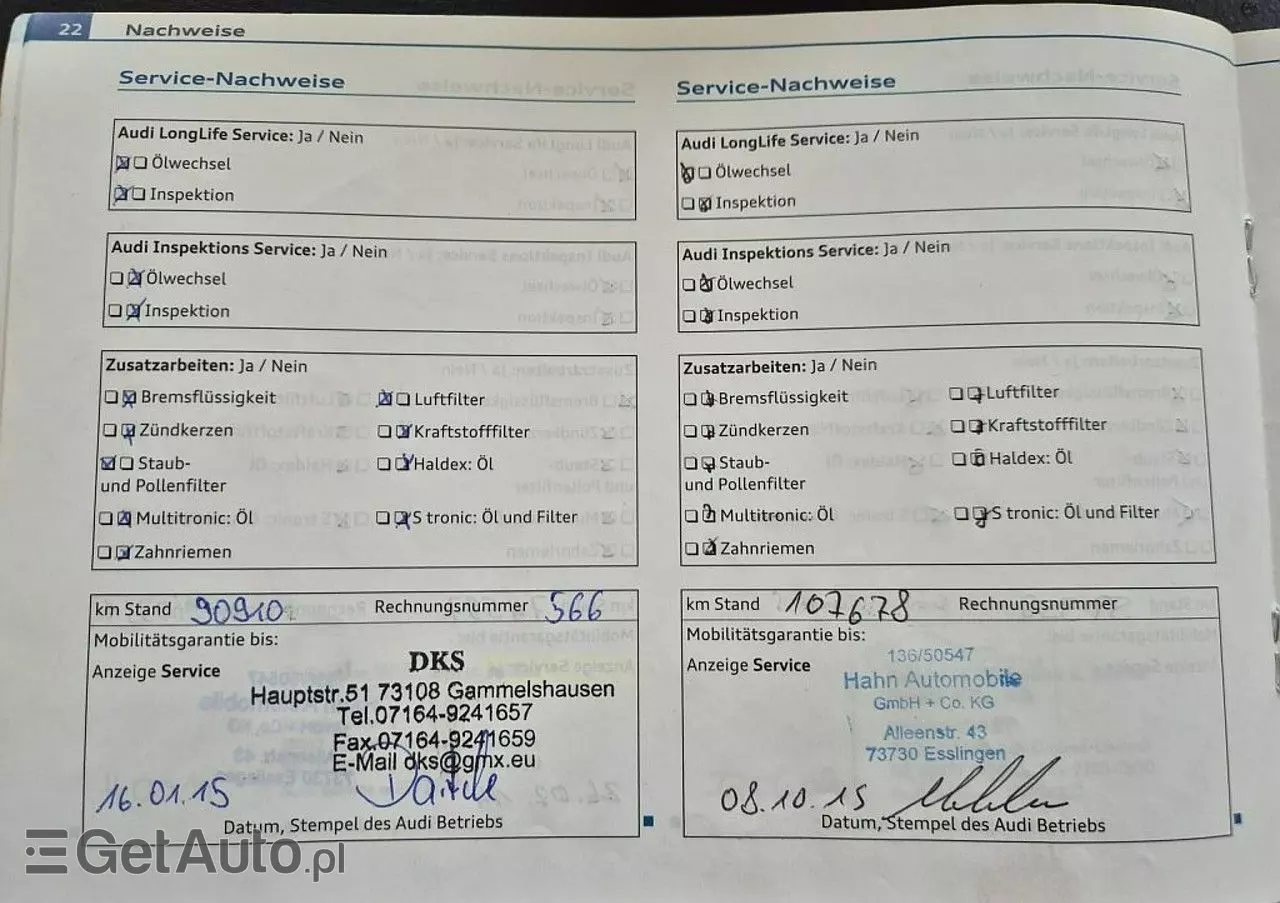 22 Nachweise
Service-Nachweise
Audi LongLife Service: Ja / Nein
Ölwechsel
Inspektion
Audi Inspektions Service: Ja / Nein
Ölwechsel
Inspektion
Zusatzarbeiten: Ja / Nein
Bremsflüssigkeit Luftfilter
Zündkerzen Kraftstofffilter
Staub- Haldex: Öl
und Pollenfilter
Multitronic: Öl S tronic: Öl und Filter
Zahnriemen
km Stand 90910 Rechnungsnummer 566
Mobilitätsgarantie bis:
Anzeige Service
DKS
Hauptstr.51 73108 Gammelshausen
Tel.07164-9241657
Fax.07164-9241659
E-Mail dks@gmx.eu
16.01.15
Datum, Stempel des Audi Betriebs
Service-Nachweise
Audi LongLife Service: Ja / Nein
Ölwechsel
Inspektion
Audi Inspektions Service: Ja / Nein
Ölwechsel
Inspektion
Zusatzarbeiten: Ja / Nein
Bremsflüssigkeit Luftfilter
Zündkerzen Kraftstofffilter
Staub- Haldex: Öl
und Pollenfilter
Multitronic: Öl S tronic: Öl und Filter
Zahnriemen
km Stand 107678 Rechnungsnummer
Mobilitätsgarantie bis:
Anzeige Service
136/50547
Hahn Automobile
GmbH + Co. KG
Alleenstr. 43
73730 Esslingen
08.10.15
Datum, Stempel des Audi Betriebs
GetAuto.pl